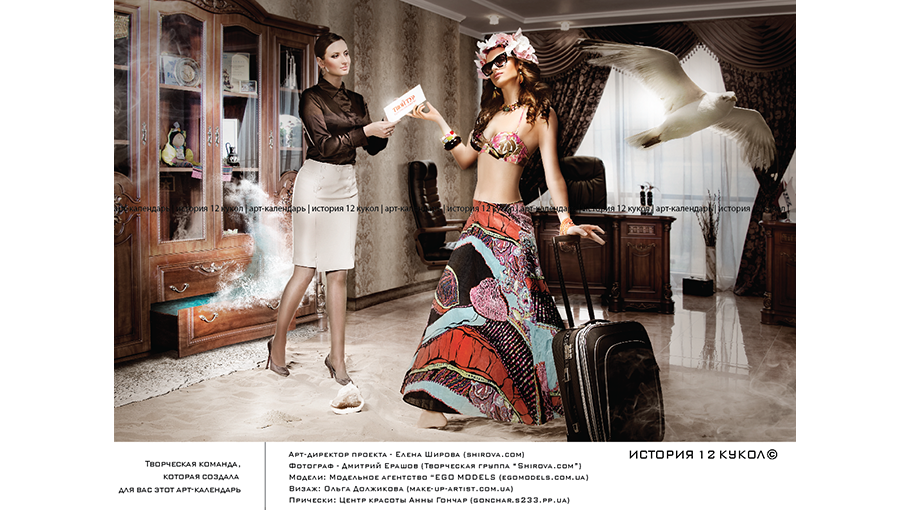 арт-календарь | история 12 кукол | арт-календарь | история 12 кукол | арт-календарь | история 12 кукол | арт-календарь | история 12 кукол | арт-календарь | история
Творческая команда,
которая создала
для вас этот арт-календарь
Арт-директор проекта - Елена Широва (shirova.com)
Фотограф - Дмитрий Ерашов (Творческая группа "Shirova.com")
Модели: Модельное агентство "EGO MODELS (egomodels.com.ua)
Визаж: Ольга Должикова (make-up-artist.com.ua)
Прически: Центр красоты Анны Гончар (gonchar.s233.pp.ua)
ИСТОРИЯ 12 КУКОЛ©